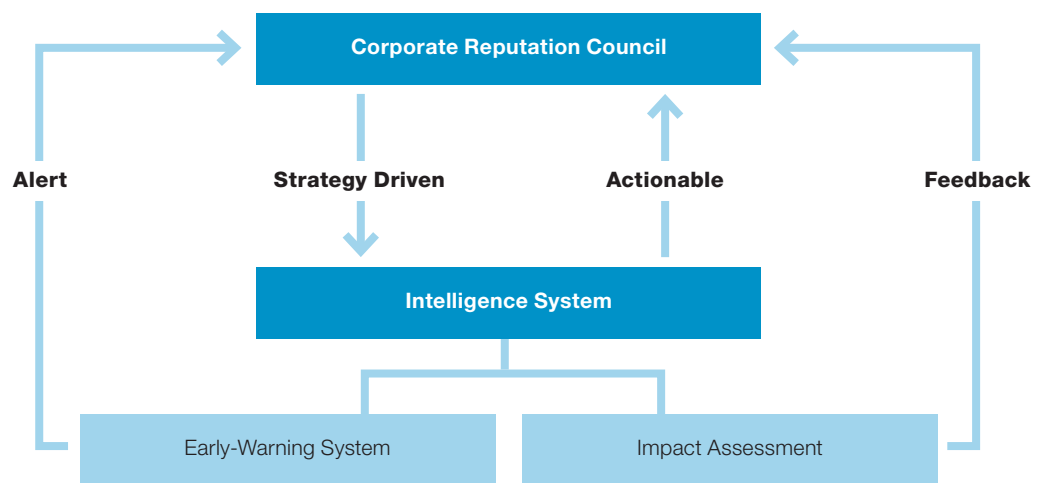 Corporate Reputation Council
Alert
Strategy Driven
Actionable
Feedback
Intelligence System
Early-Warning System
Impact Assessment